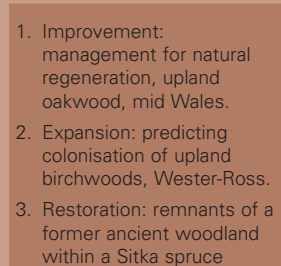 1. Improvement:
management for natural
regeneration, upland
oakwood, mid Wales.
2. Expansion: predicting
colonisation of upland
birchwoods, Wester-Ross.
3. Restoration: remnants of a
former ancient woodland
within a Sitka spruce